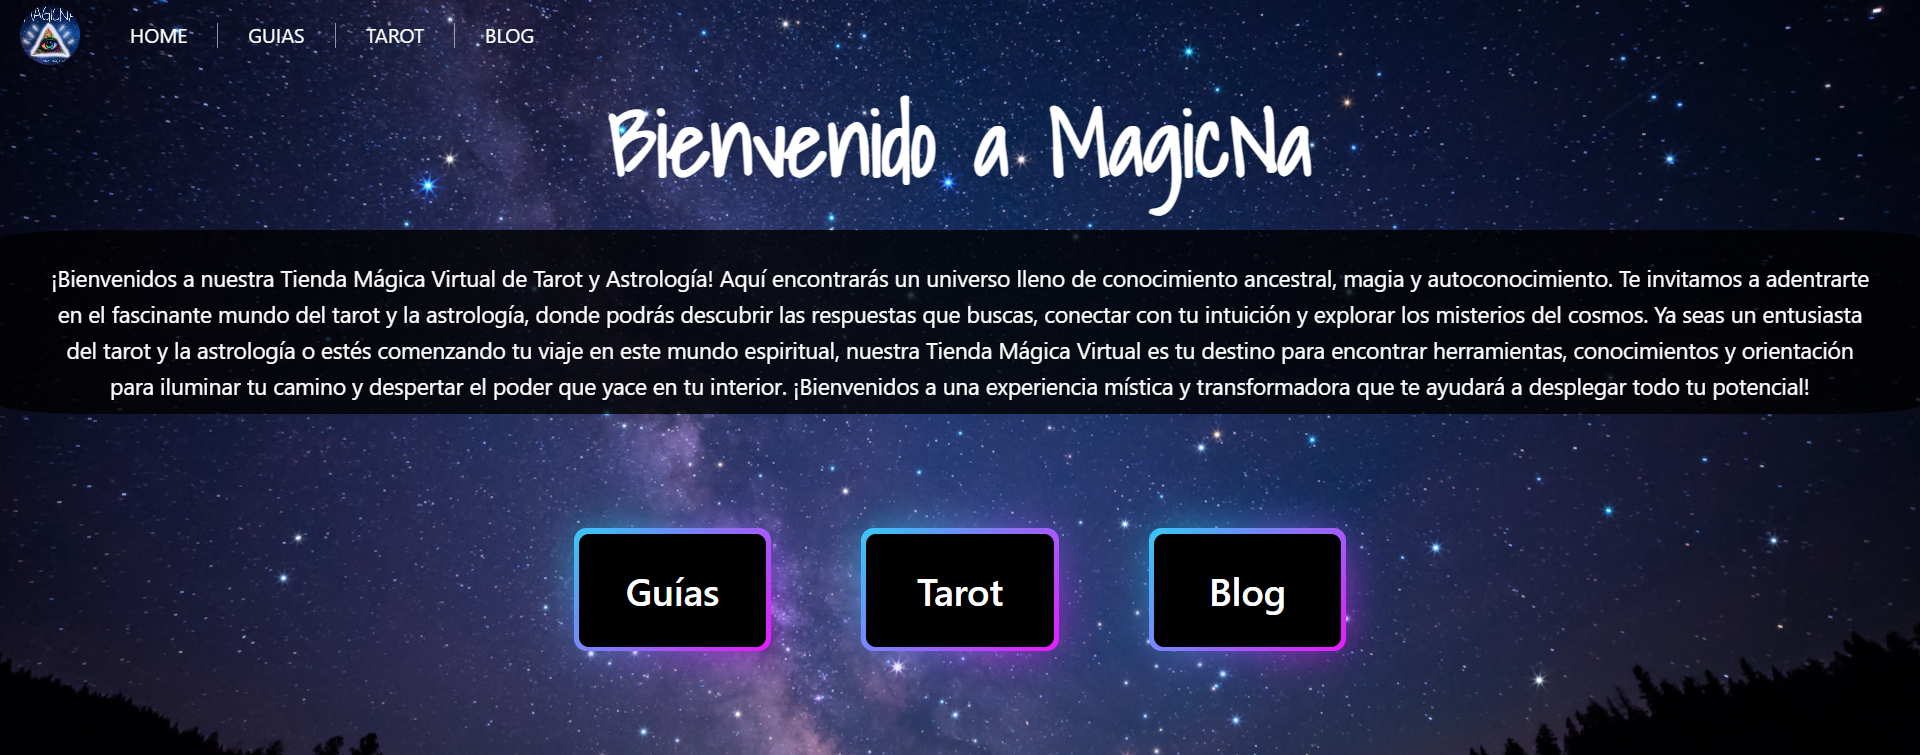 MAGICNA
HOME
GUIAS
TAROT
BLOG
Bienvenido a MagicNa
¡Bienvenidos a nuestra Tienda Mágica Virtual de Tarot y Astrología! Aquí encontrarás un universo lleno de conocimiento ancestral, magia y autoconocimiento. Te invitamos a adentrarte
en el fascinante mundo del tarot y la astrología, donde podrás descubrir las respuestas que buscas, conectar con tu intuición y explorar los misterios del cosmos. Ya seas un entusiasta
del tarot y la astrología o estés comenzando tu viaje en este mundo espiritual, nuestra Tienda Mágica Virtual es tu destino para encontrar herramientas, conocimientos y orientación
para iluminar tu camino y despertar el poder que yace en tu interior. ¡Bienvenidos a una experiencia mística y transformadora que te ayudará a desplegar todo tu potencial!
Guías
Tarot
Blog